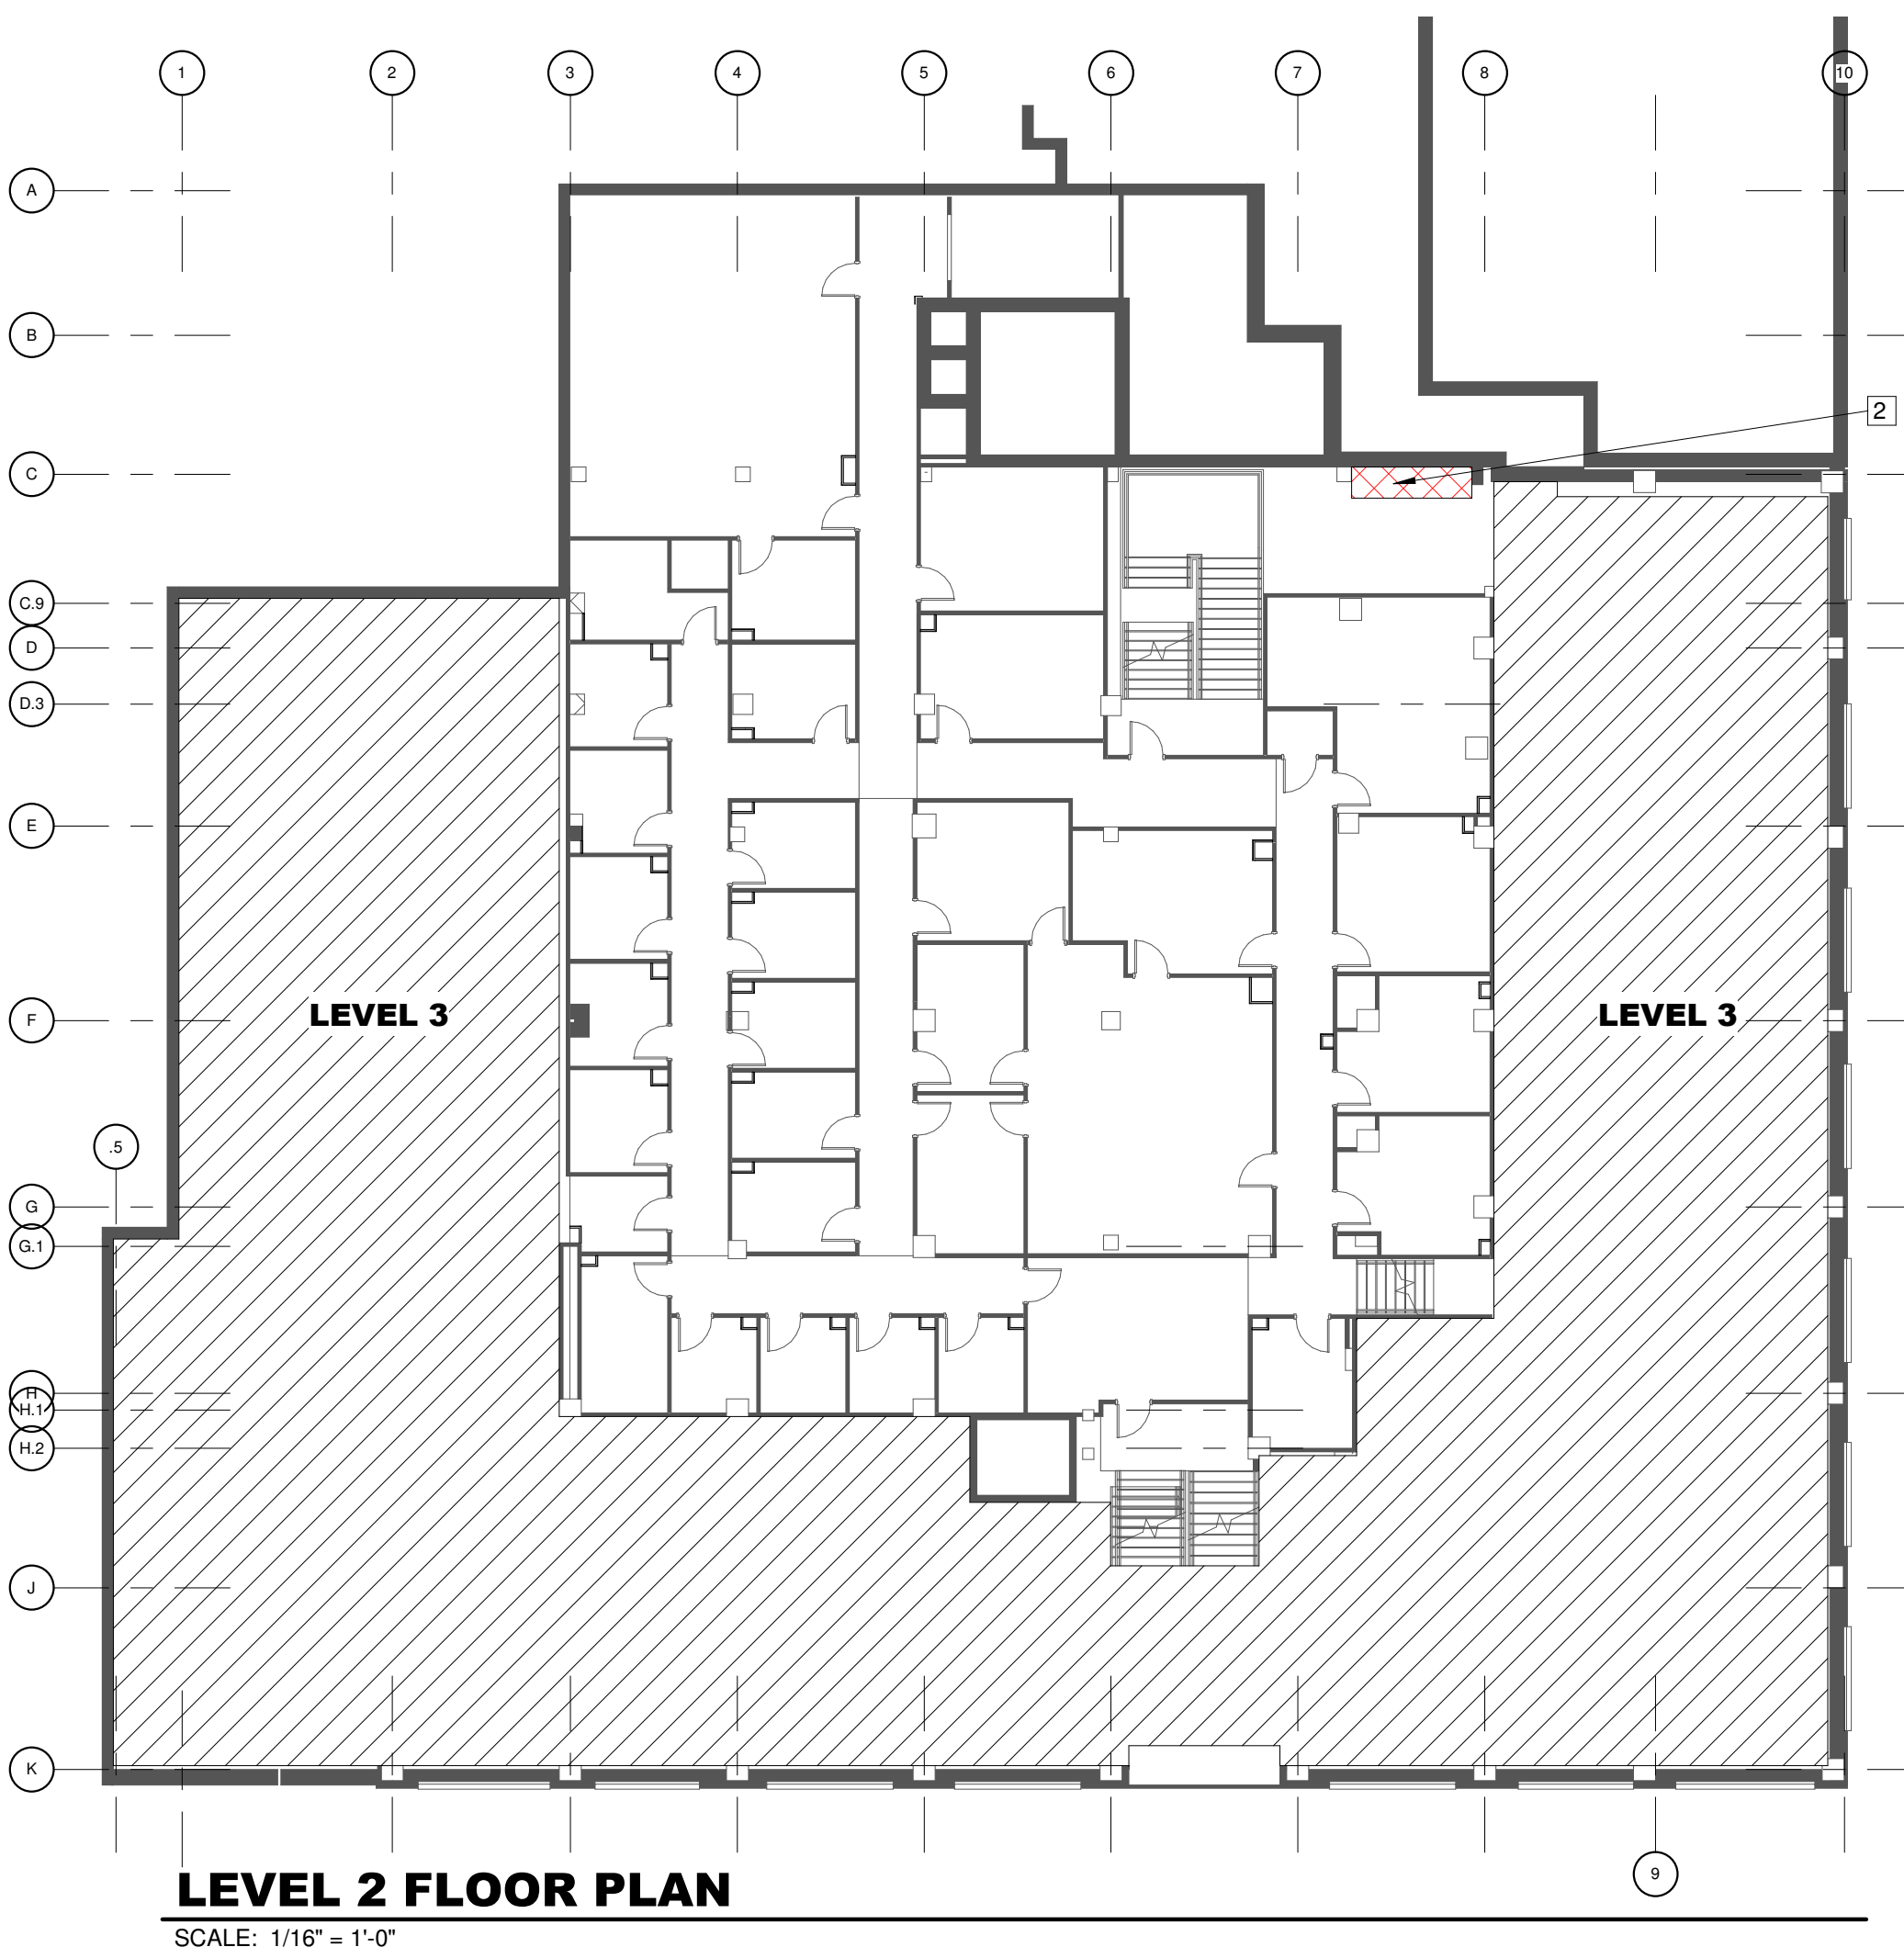 1 2 3 4 5 6 7 8 10
A
B
2
C
C.9
D
D.3
E
F
LEVEL 3 LEVEL 3
.5
G
G.1
H
H.1
H.2
J
K
9
LEVEL 2 FLOOR PLAN
SCALE: 1/16" = 1'-0"